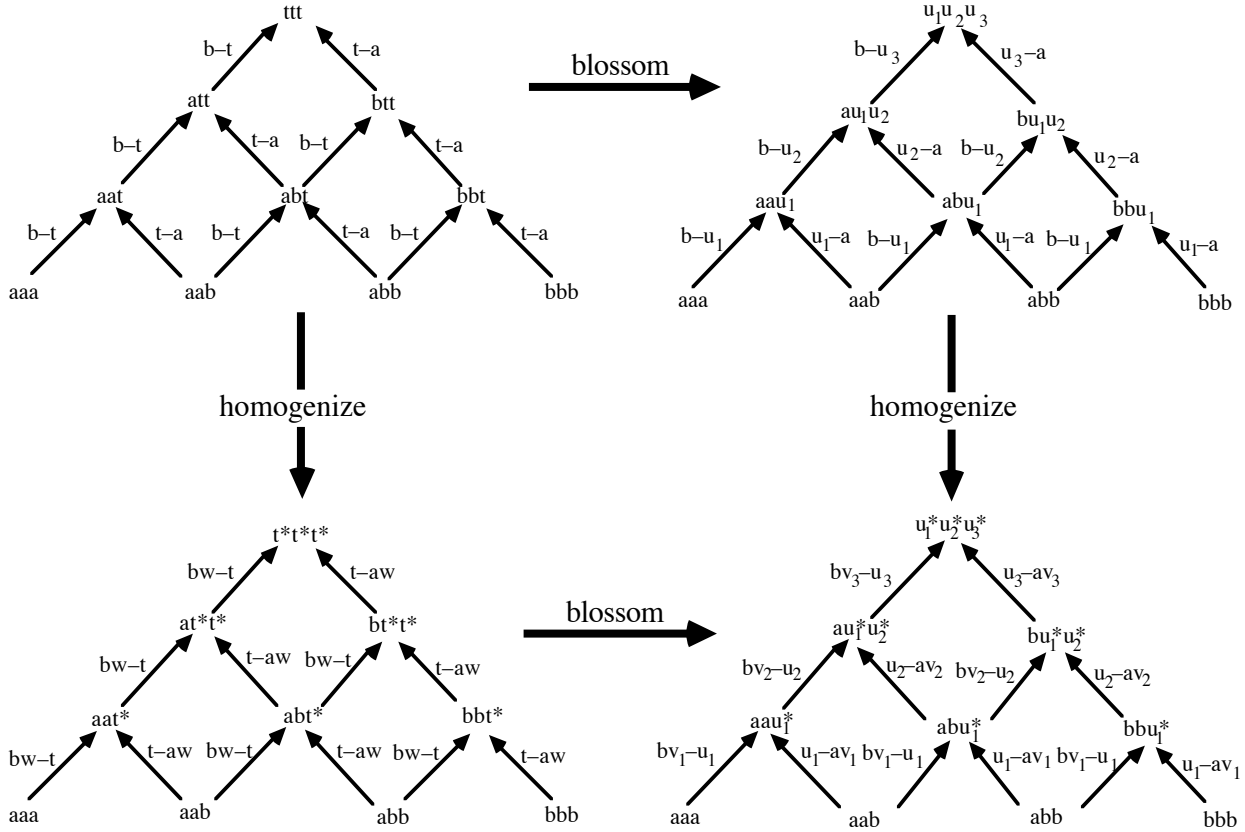 ttt
b–t t–a
att btt
b–t t–a b–t t–a
aat abt bbt
b–t t–a b–t t–a b–t t–a
aaa aab abb bbb
blossom
u₁u₂u₃
b–u₃ u₃–a
au₁u₂ bu₁u₂
b–u₂ u₂–a b–u₂ u₂–a
aau₁ abu₁ bbu₁
b–u₁ u₁–a b–u₁ u₁–a b–u₁ u₁–a
aaa aab abb bbb
homogenize homogenize
t*t*t*
bw–t t–aw
at*t* bt*t*
bw–t t–aw bw–t t–aw
aat* abt* bbt*
bw–t t–aw bw–t t–aw bw–t t–aw
aaa aab abb bbb
blossom
u₁*u₂*u₃*
bv₃–u₃ u₃–av₃
au₁*u₂* bu₁*u₂*
bv₂–u₂ u₂–av₂ bv₂–u₂ u₂–av₂
aau₁* abu₁* bbu₁*
bv₁–u₁ u₁–av₁ bv₁–u₁ u₁–av₁ bv₁–u₁ u₁–av₁
aaa aab abb bbb